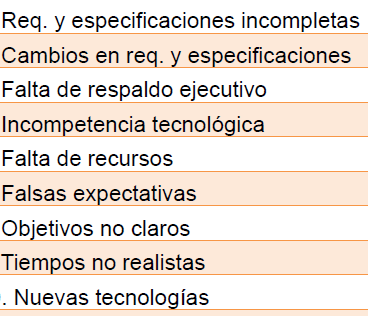 Req. y especificaciones incompletas
Cambios en req. y especificaciones
Falta de respaldo ejecutivo
Incompetencia tecnológica
Falta de recursos
Falsas expectativas
Objetivos no claros
Tiempos no realistas
. Nuevas tecnologías